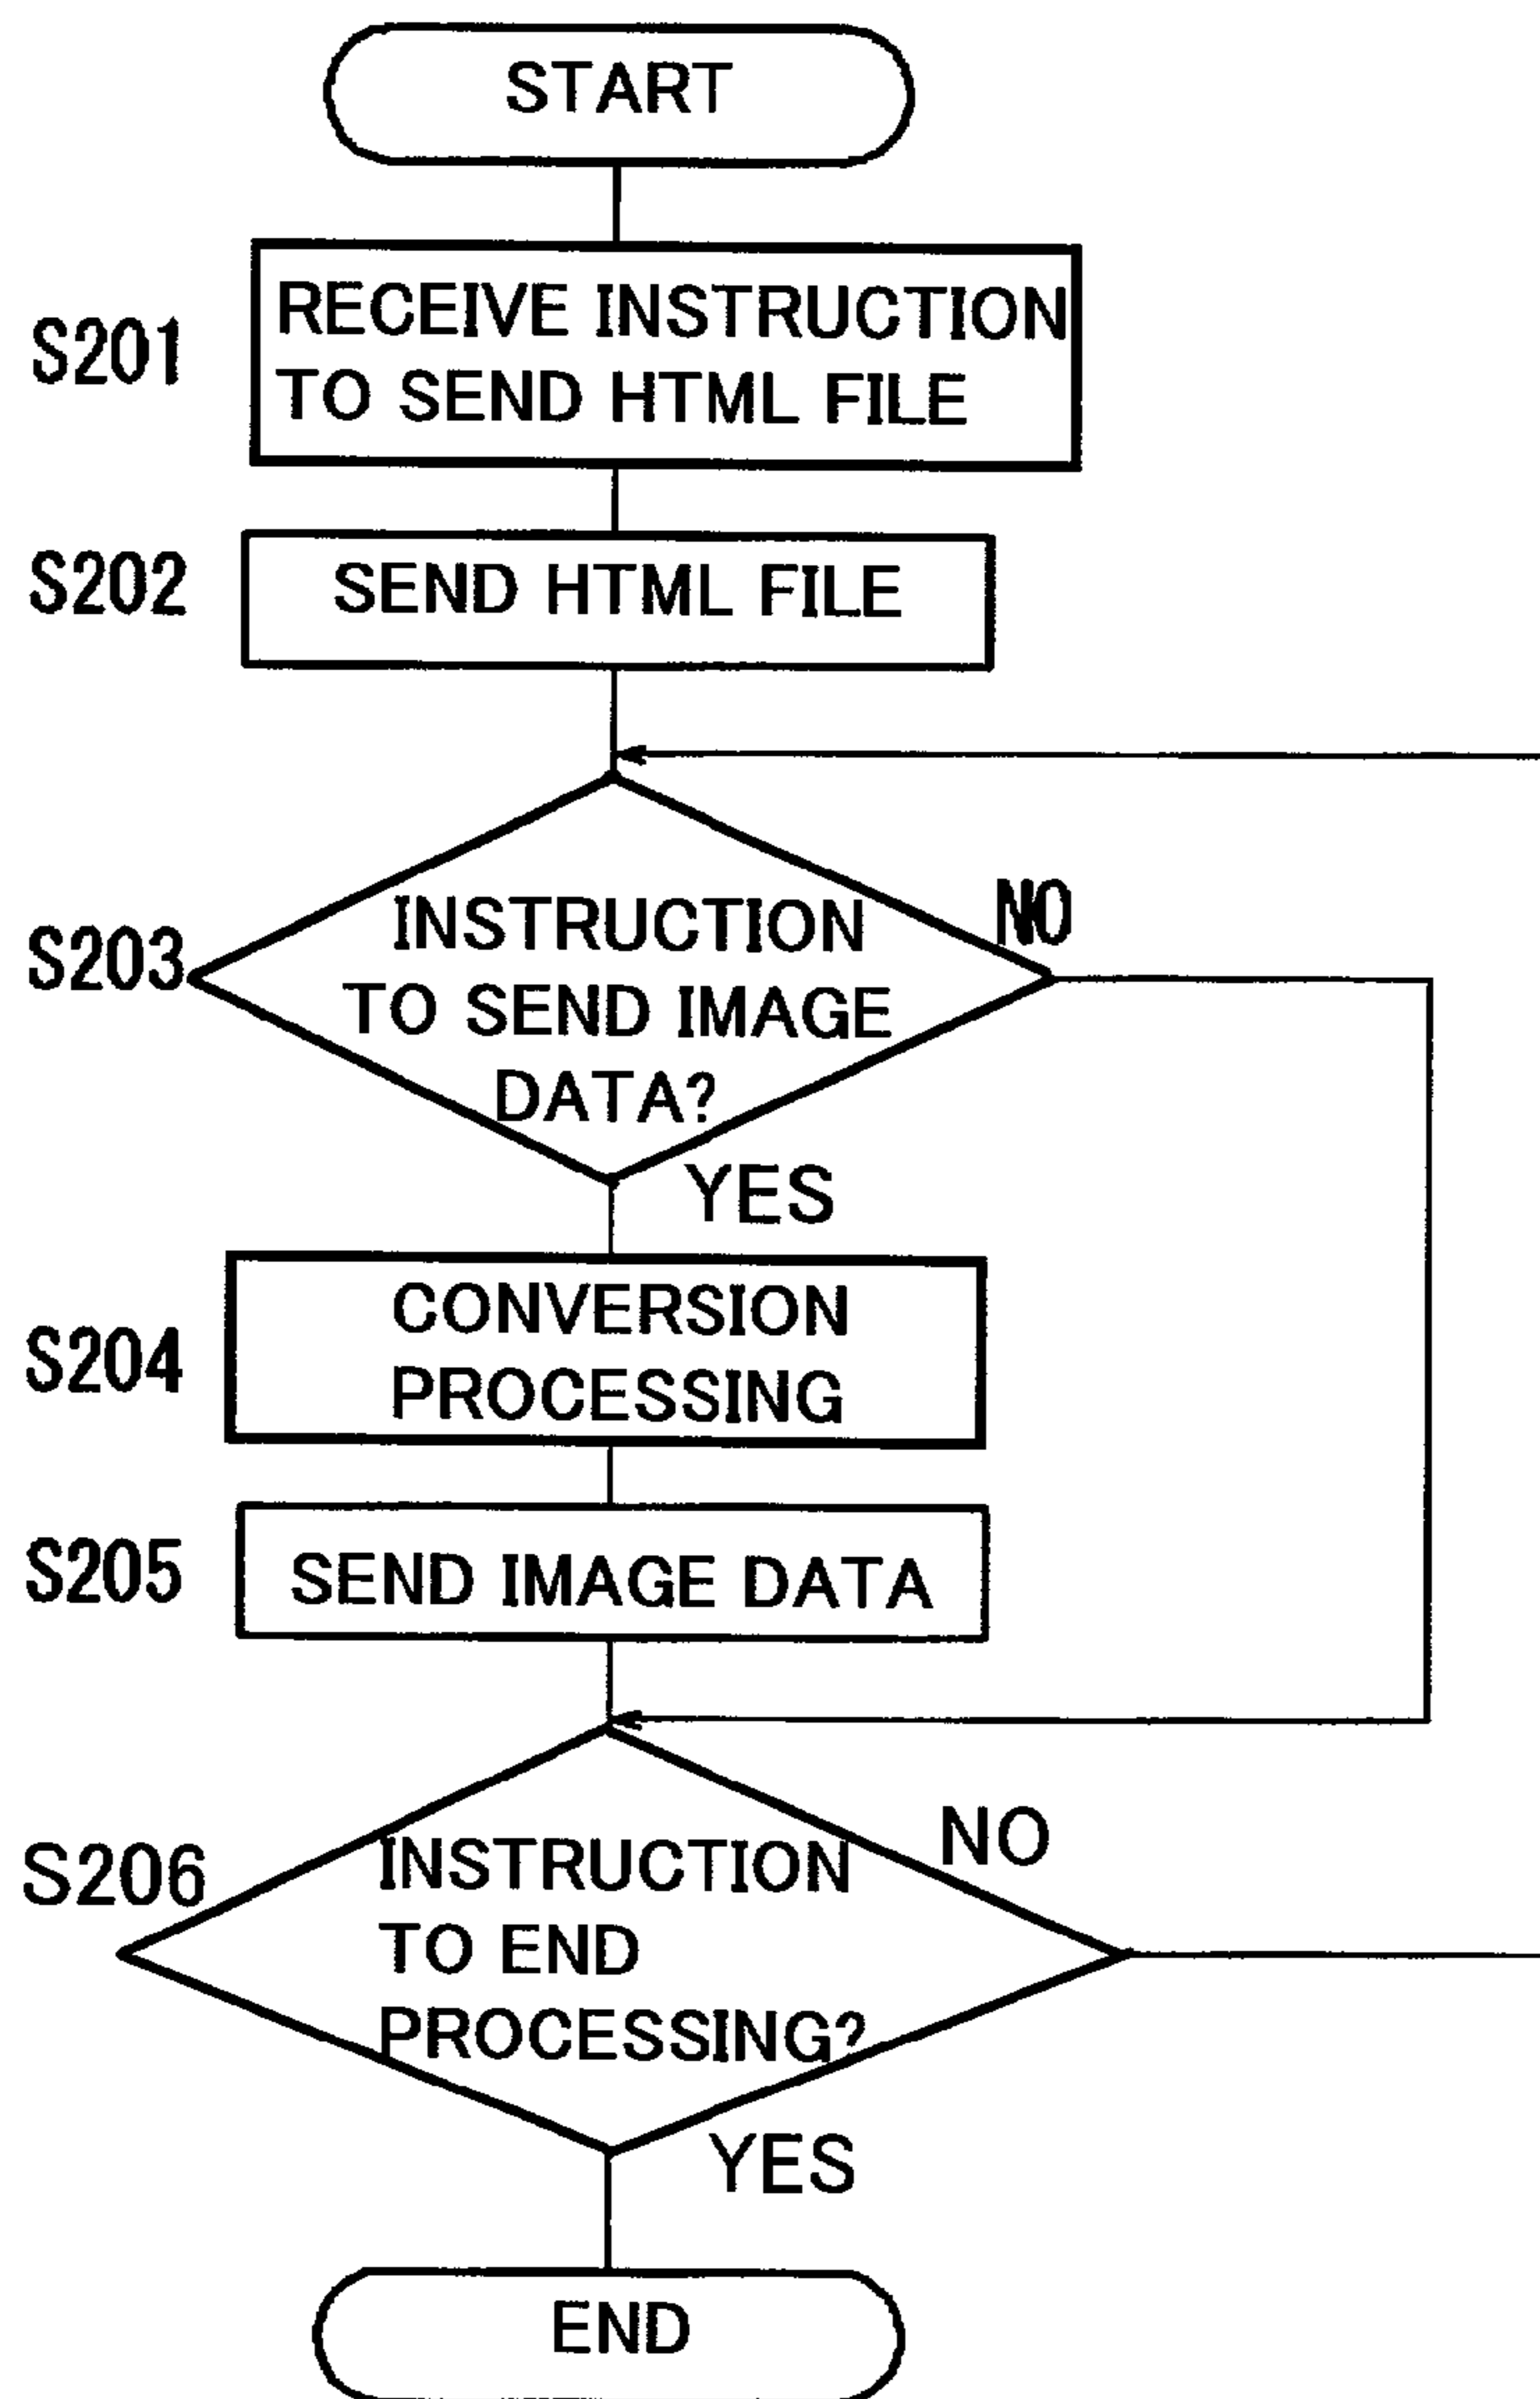 START
S201
RECEIVE INSTRUCTION
TO SEND HTML FILE
S202
SEND HTML FILE
S203
INSTRUCTION
TO SEND IMAGE
DATA?
NO
YES
S204
CONVERSION
PROCESSING
S205
SEND IMAGE DATA
S206
INSTRUCTION
TO END
PROCESSING?
NO
YES
END